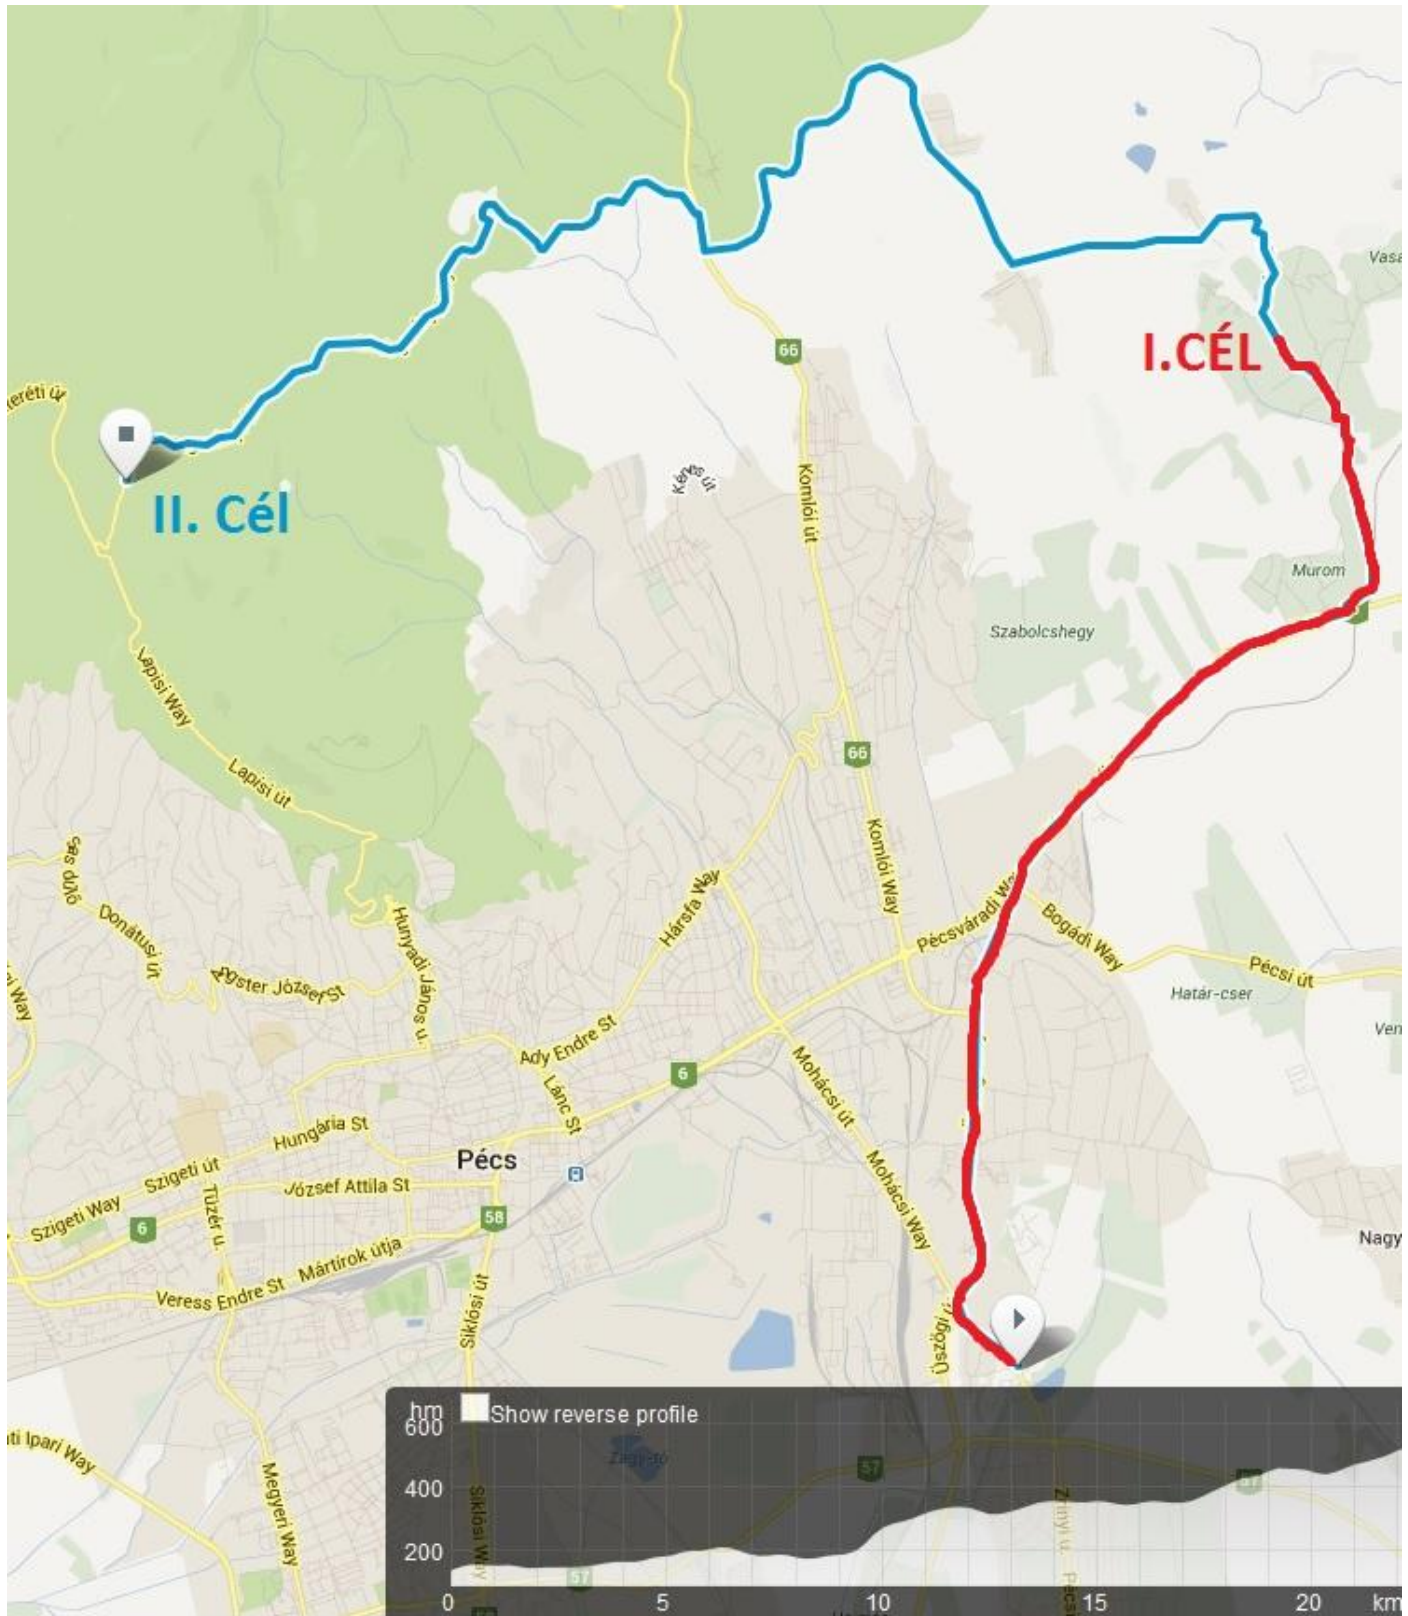 66
Vasa
I.CÉL
eréti út
Komlói út
Képes út
II. Cél
Murom
Szabolcshegy
Lapisi Way
66
Lapisi út
Komlói Way
Hársfa Way
Pécsváradi Wa
Bogádi Way
Donátusi út
Hunyadi János u.
Pécsi út
Angster József St
Határ-cser
Ven
Ady Endre St
Mohácsi út
6
Lánc St
Hungária St
Pécs
Mohácsi Way
Szigeti út
József Attila St
Tüzér u.
58
Szigeti Way
6
Nagy
Mártírok útja
Veress Endre St
Siklósi út
Üszögi ú
hm
Show reverse profile
600
ti Ipari Way
57
57
400
Megyeri Way
Siklósi Way
Zrínyi u.
200
57
0
5
10
15
20
km